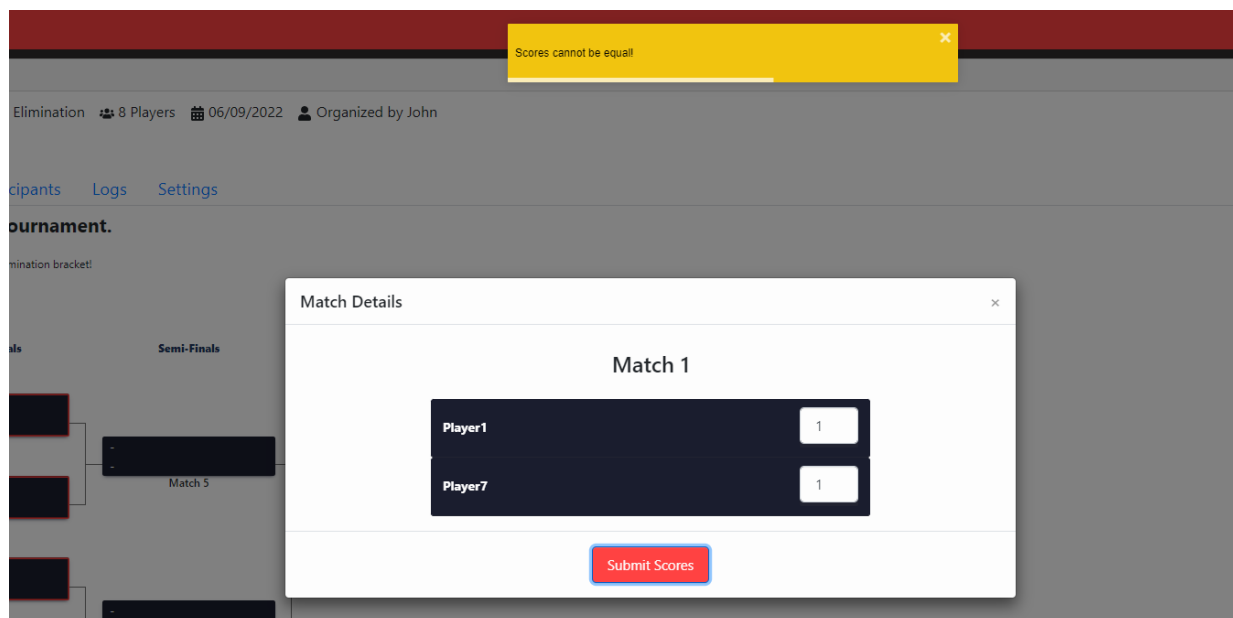 Scores cannot be equal!
Elimination 8 Players 06/09/2022 Organized by John
cipants Logs Settings
ournament.
mination bracket!
Match Details
×
als Semi-Finals
Match 1
Player1 1
-
-
Match 5
Player7 1
Submit Scores
-